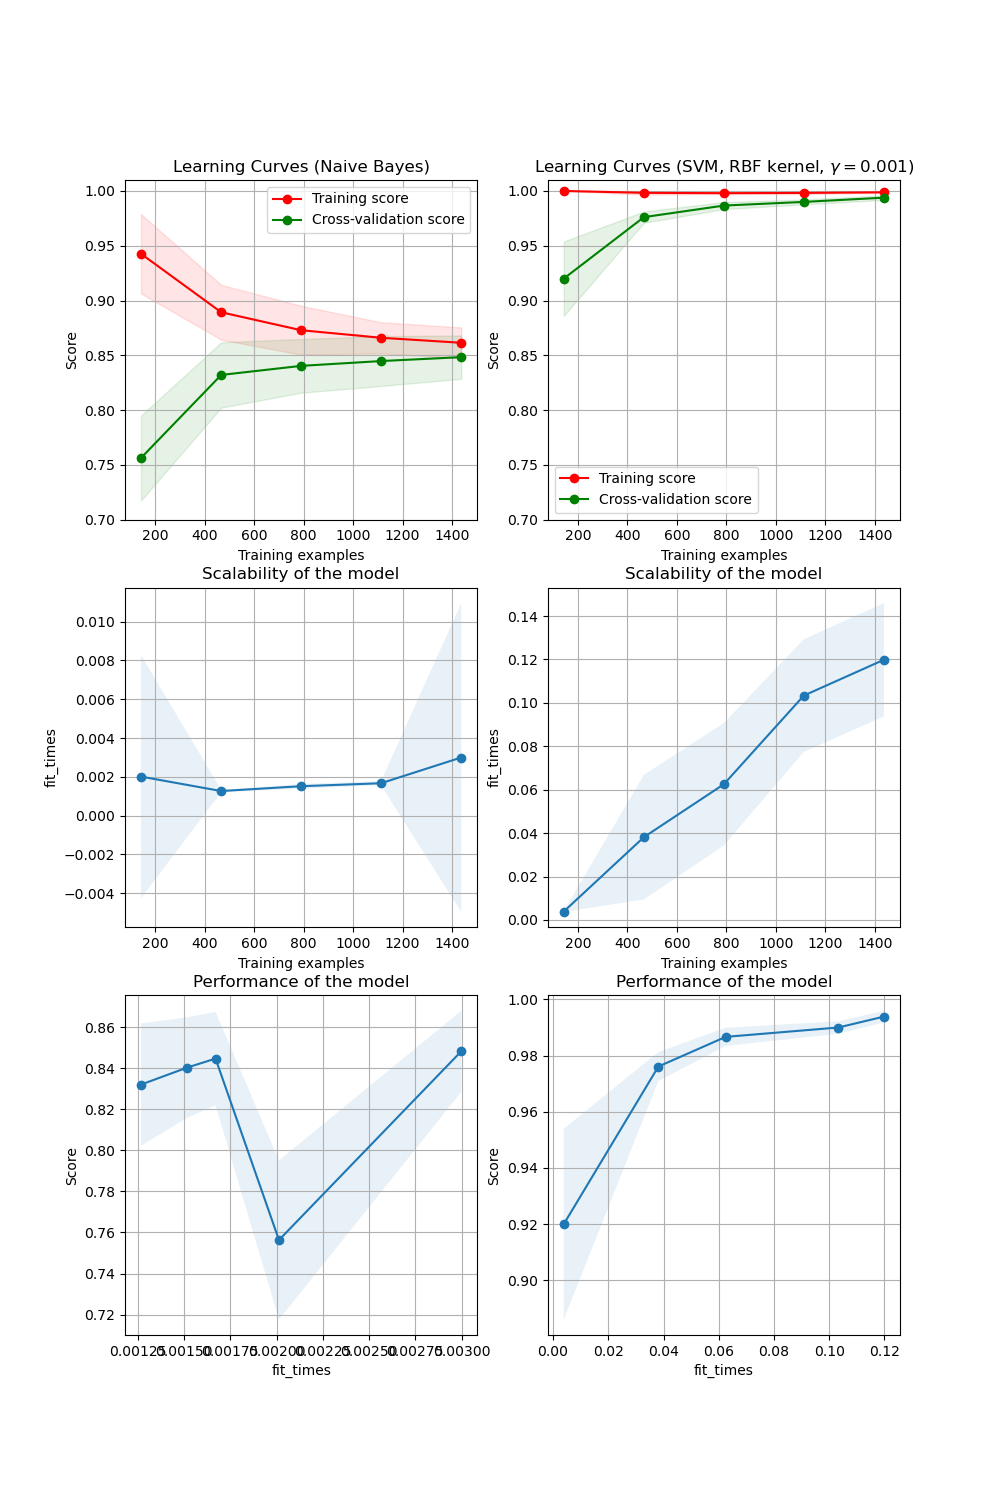 Learning Curves (Naive Bayes)
1.00
0.95
0.90
0.85
0.80
0.75
0.70
Score
Training score
Cross-validation score
200 400 600 800 1000 1200 1400
Training examples
Learning Curves (SVM, RBF kernel, γ = 0.001)
1.00
0.95
0.90
0.85
0.80
0.75
0.70
Score
Training score
Cross-validation score
200 400 600 800 1000 1200 1400
Training examples
Scalability of the model
0.010
0.008
0.006
0.004
0.002
0.000
−0.002
−0.004
fit_times
200 400 600 800 1000 1200 1400
Training examples
Scalability of the model
0.14
0.12
0.10
0.08
0.06
0.04
0.02
0.00
fit_times
200 400 600 800 1000 1200 1400
Training examples
Performance of the model
0.86
0.84
0.82
0.80
0.78
0.76
0.74
0.72
Score
0.00125 0.00150 0.00175 0.00200 0.00225 0.00250 0.00275 0.00300
fit_times
Performance of the model
1.00
0.98
0.96
0.94
0.92
0.90
Score
0.00 0.02 0.04 0.06 0.08 0.10 0.12
fit_times